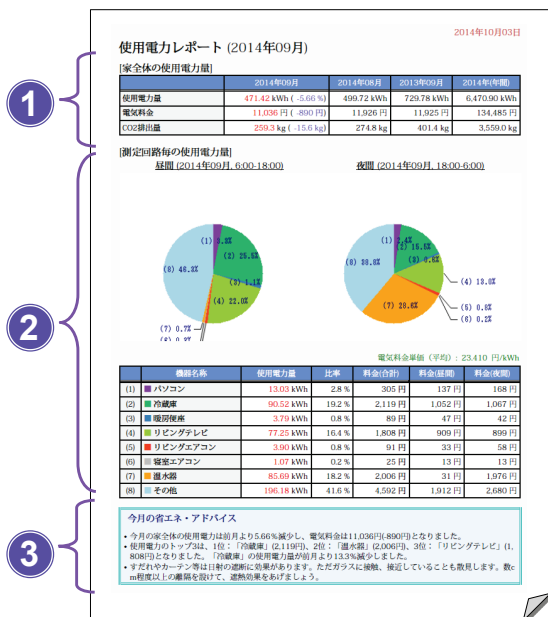 2014年10月03日
使用電力レポート (2014年09月)
[家全体の使用電力量]
2014年09月 2014年08月 2013年09月 2014年(年間)
使用電力量 471.42 kWh ( -5.66 %) 499.72 kWh 729.78 kWh 6,470.90 kWh
電気料金 11,036 円 ( -890 円) 11,926 円 11,925 円 134,485 円
CO2排出量 259.3 kg ( -15.6 kg) 274.8 kg 401.4 kg 3,559.0 kg
1
[測定回路毎の使用電力量]
昼間 (2014年09月, 6:00-18:00) 夜間 (2014年09月, 18:00-6:00)
(1)
(2) 25.5%
(3) 1.1%
(4) 22.0%
(7) 0.7%
(8) 46.3%
(1)
(2) 15.5%
(3) 0.6%
(4) 13.0%
(5) 0.8%
(6) 0.2%
(7) 28.6%
(8) 38.8%
2
電気料金単価（平均）: 23.410 円/kWh
機器名称 使用電力量 比率 料金(合計) 料金(昼間) 料金(夜間)
(1) パソコン 13.03 kWh 2.8 % 305 円 137 円 168 円
(2) 冷蔵庫 90.52 kWh 19.2 % 2,119 円 1,052 円 1,067 円
(3) 暖房便座 3.79 kWh 0.8 % 89 円 47 円 42 円
(4) リビングテレビ 77.25 kWh 16.4 % 1,808 円 909 円 899 円
(5) リビングエアコン 3.90 kWh 0.8 % 91 円 33 円 58 円
(6) 寝室エアコン 1.07 kWh 0.2 % 25 円 13 円 13 円
(7) 温水器 85.69 kWh 18.2 % 2,006 円 31 円 1,976 円
(8) その他 196.18 kWh 41.6 % 4,592 円 1,912 円 2,680 円
3
今月の省エネ・アドバイス
• 今月の家全体の使用電力は前月より5.66%減少し、電気料金は11,036円(-890円)となりました。
• 使用電力のトップ3は、1位：「冷蔵庫」(2,119円)、2位：「温水器」(2,006円)、3位：「リビングテレビ」(1,
808円)となりました。「冷蔵庫」の使用電力量が前月より13.3%減少しました。
• すだれやカーテン等は日射の遮断に効果があります。ただガラスに接触、接近していることも散見します。数c
m程度以上の離隔を設けて、遮熱効果をあげましょう。